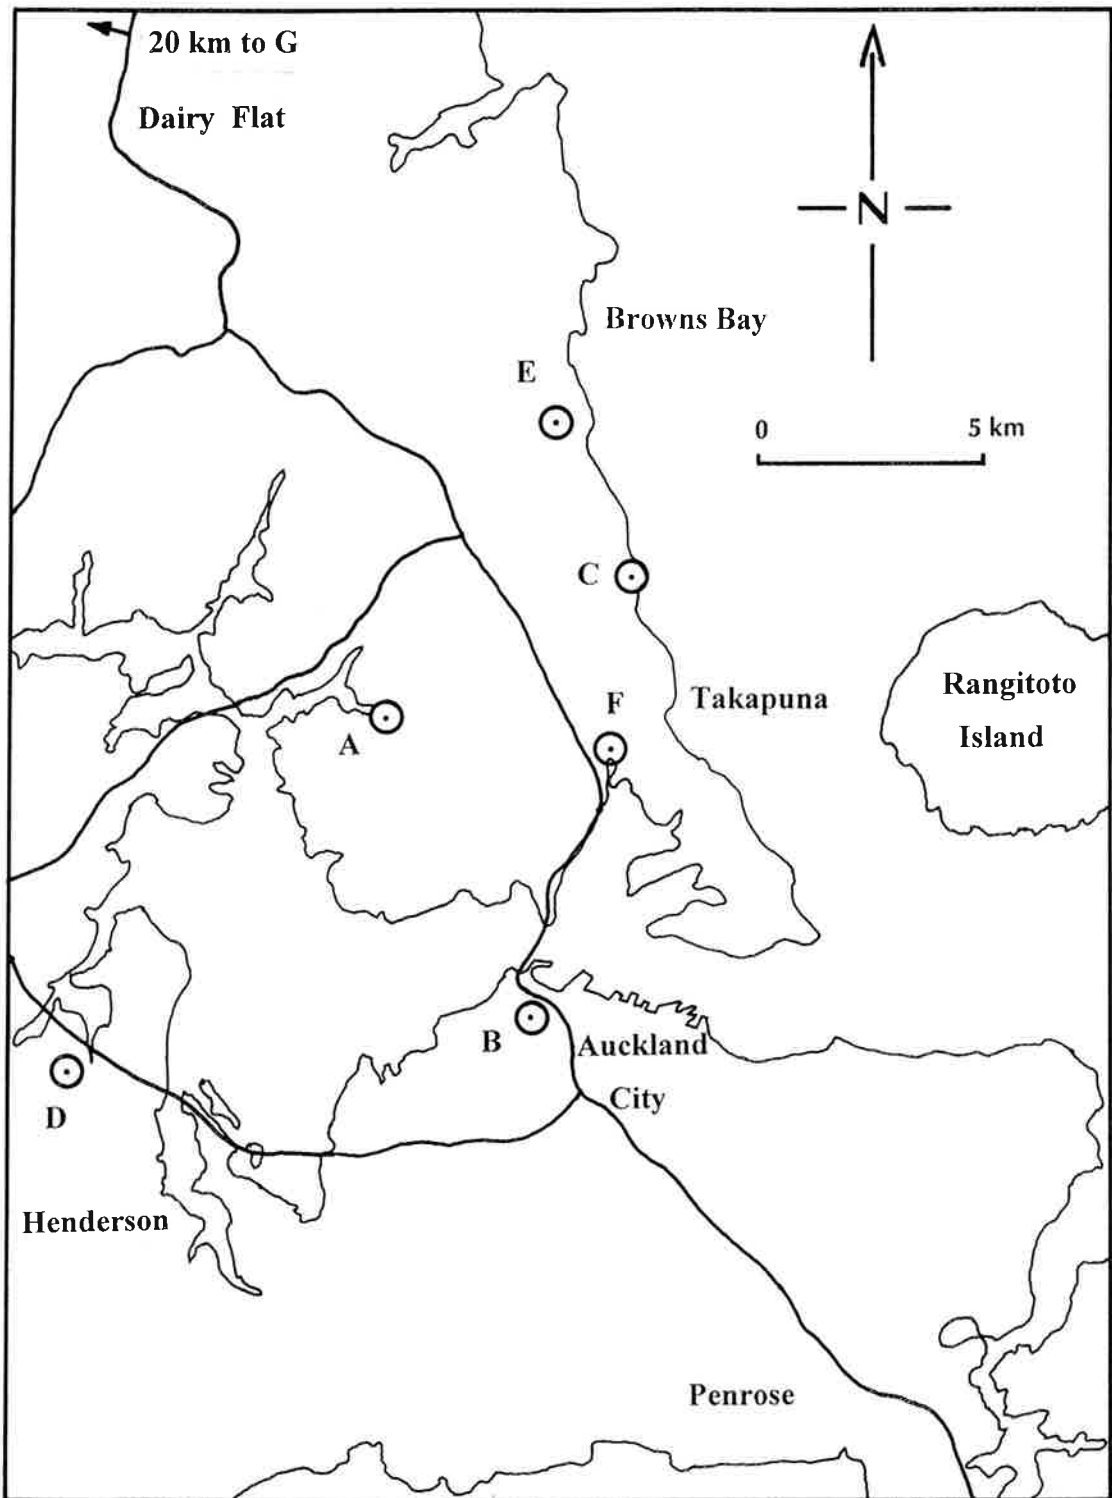 20 km to G
Dairy Flat
N
Browns Bay
E
0 5 km
C
Rangitoto
Island
Takapuna
F
A
B
Auckland
City
D
Henderson
Penrose